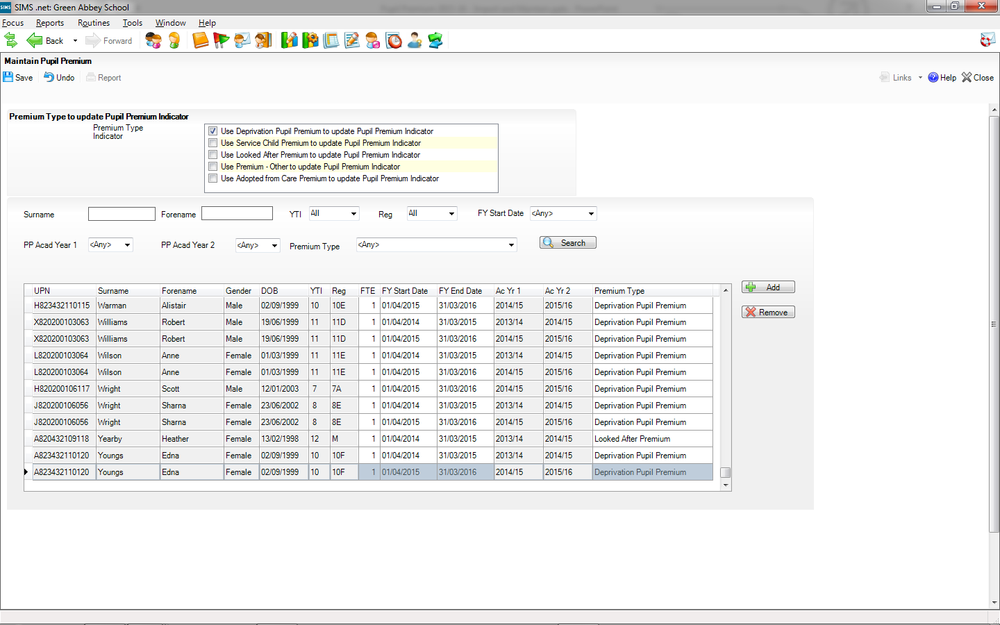 SIMS .net: Green Abbey School
Focus Reports Routines Tools Window Help
Back Forward
Maintain Pupil Premium
Save Undo Report Links Help Close
Premium Type to update Pupil Premium Indicator
Premium Type
Indicator
Use Deprivation Pupil Premium to update Pupil Premium Indicator
Use Service Child Premium to update Pupil Premium Indicator
Use Looked After Premium to update Pupil Premium Indicator
Use Premium - Other to update Pupil Premium Indicator
Use Adopted from Care Premium to update Pupil Premium Indicator
Surname Forename YTI All Reg All FY Start Date <Any>
PP Acad Year 1 <Any> PP Acad Year 2 <Any> Premium Type <Any> Search
UPN Surname Forename Gender DOB YTI Reg FTE FY Start Date FY End Date Ac Yr 1 Ac Yr 2 Premium Type
H823432110115 Warman Alistair Male 02/09/1999 10 10E 1 01/04/2015 31/03/2016 2014/15 2015/16 Deprivation Pupil Premium
X820200103063 Williams Robert Male 19/06/1999 11 11D 1 01/04/2014 31/03/2015 2013/14 2014/15 Deprivation Pupil Premium
X820200103063 Williams Robert Male 19/06/1999 11 11D 1 01/04/2015 31/03/2016 2014/15 2015/16 Deprivation Pupil Premium
L820200103064 Wilson Anne Female 01/03/1999 11 11E 1 01/04/2014 31/03/2015 2013/14 2014/15 Deprivation Pupil Premium
L820200103064 Wilson Anne Female 01/03/1999 11 11E 1 01/04/2015 31/03/2016 2014/15 2015/16 Deprivation Pupil Premium
H820200106117 Wright Scott Male 12/01/2003 7 7A 1 01/04/2015 31/03/2016 2014/15 2015/16 Deprivation Pupil Premium
J820200106056 Wright Sharna Female 23/06/2002 8 8E 1 01/04/2014 31/03/2015 2013/14 2014/15 Deprivation Pupil Premium
J820200106056 Wright Sharna Female 23/06/2002 8 8E 1 01/04/2015 31/03/2016 2014/15 2015/16 Deprivation Pupil Premium
A820432109118 Yearby Heather Female 13/02/1998 12 M 1 01/04/2014 31/03/2015 2013/14 2014/15 Looked After Premium
A823432110120 Youngs Edna Female 02/09/1999 10 10F 1 01/04/2014 31/03/2015 2013/14 2014/15 Deprivation Pupil Premium
A823432110120 Youngs Edna Female 02/09/1999 10 10F 1 01/04/2015 31/03/2016 2014/15 2015/16 Deprivation Pupil Premium
Add
Remove